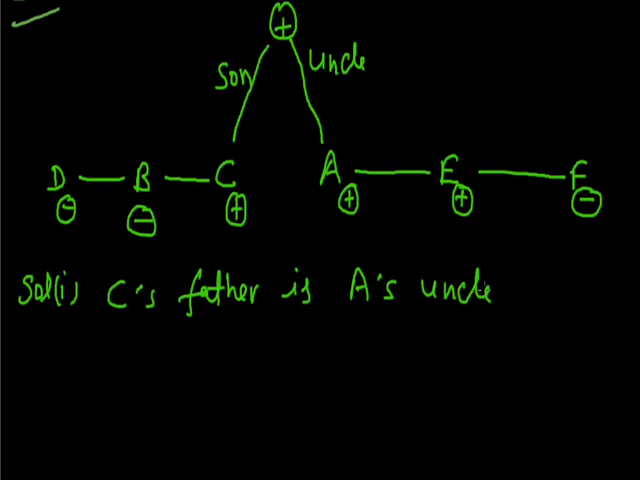 +
Son Uncle
D B C A E F
- - + + + -
Sol(i) C's father is A's uncle